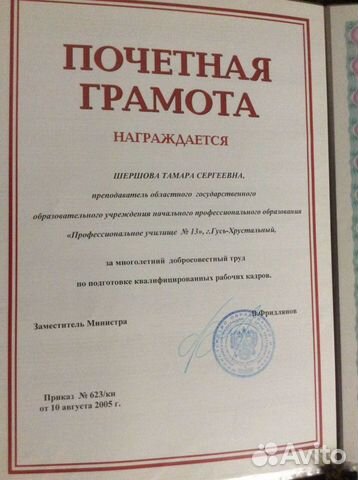 ПОЧЕТНАЯ
ГРАМОТА
НАГРАЖДАЕТСЯ
ШЕРШОВА ТАМАРА СЕРГЕЕВНА,
преподаватель областного государственного
образовательного учреждения начального профессионального образования
«Профессиональное училище № 13», г.Гусь-Хрустальный,
за многолетний добросовестный труд
по подготовке квалифицированных рабочих кадров.
Заместитель Министра Д.Фридлянов
Приказ № 623/кн
от 10 августа 2005 г.
Avito